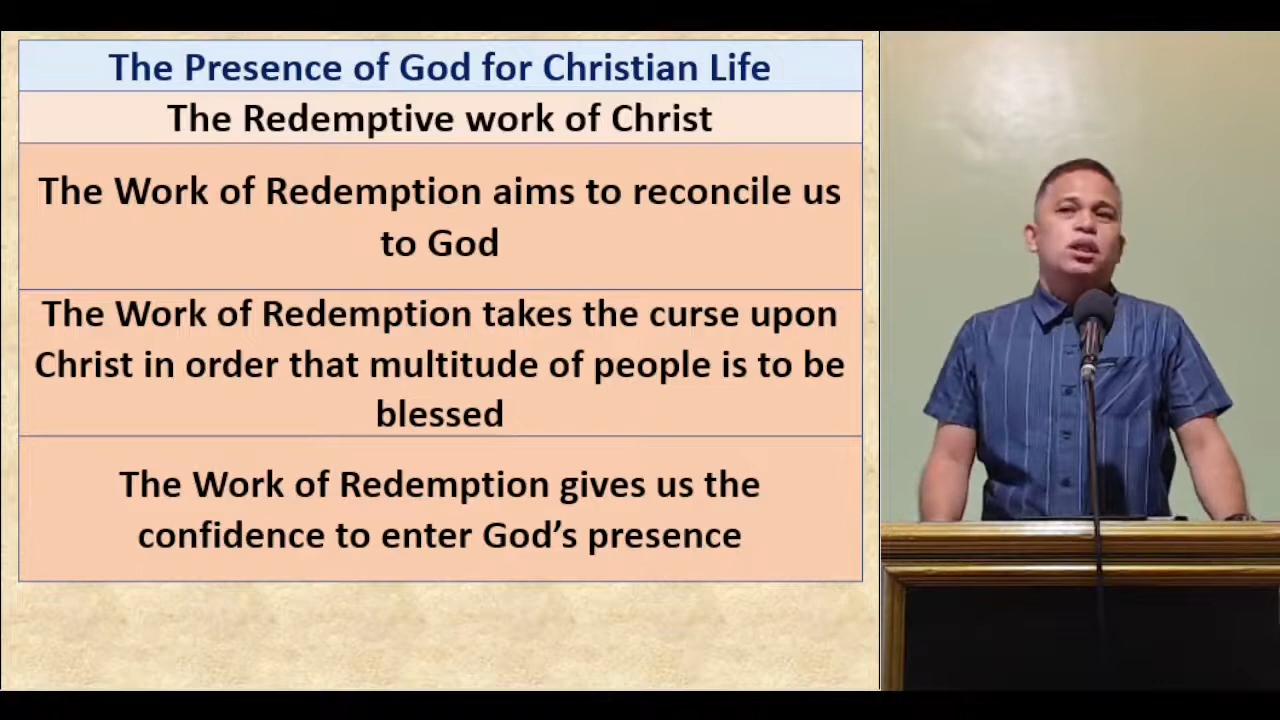 The Presence of God for Christian Life
The Redemptive work of Christ
The Work of Redemption aims to reconcile us
to God
The Work of Redemption takes the curse upon
Christ in order that multitude of people is to be
blessed
The Work of Redemption gives us the
confidence to enter God’s presence